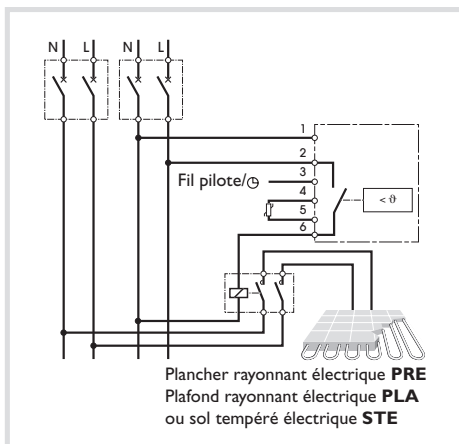 N L N L
1
2
Fil pilote/
3
4
5
6
< ϑ
Plancher rayonnant électrique PRE
Plafond rayonnant électrique PLA
ou sol tempéré électrique STE